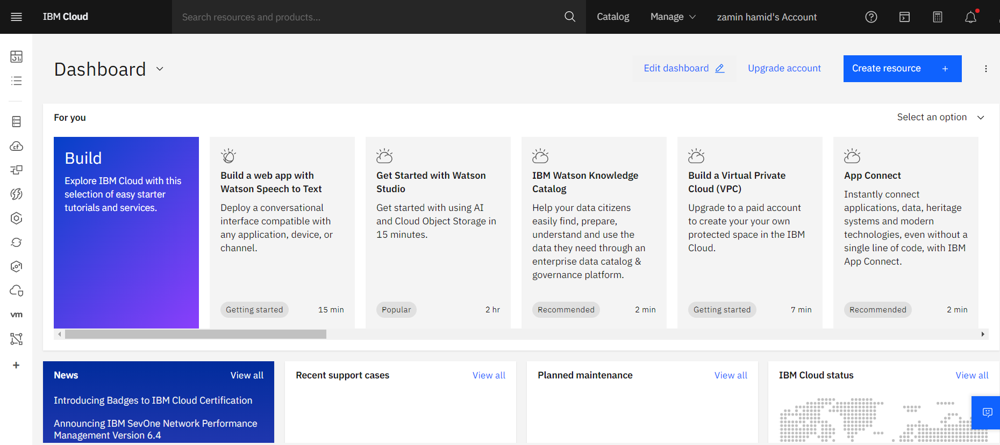 IBM Cloud
Search resources and products...
Catalog
Manage
zamin hamid's Account
Dashboard
Edit dashboard
Upgrade account
Create resource +
For you
Select an option
Build
Explore IBM Cloud with this
selection of easy starter
tutorials and services.
Build a web app with
Watson Speech to Text
Deploy a conversational
interface compatible with
any application, device, or
channel.
Getting started
15 min
Get Started with Watson
Studio
Get started with using AI
and Cloud Object Storage in
15 minutes.
Popular
2 hr
IBM Watson Knowledge
Catalog
Help your data citizens
easily find, prepare,
understand and use the
data they need through an
enterprise data catalog &
governance platform.
Recommended
2 min
Build a Virtual Private
Cloud (VPC)
Upgrade to a paid account
to create your your own
protected space in the IBM
Cloud.
Getting started
7 min
App Connect
Instantly connect
applications, data, heritage
systems and modern
technologies, even without a
single line of code, with IBM
App Connect.
Recommended
2 min
cf
vm
+
News
View all
Introducing Badges to IBM Cloud Certification
Announcing IBM SevOne Network Performance
Management Version 6.4
Recent support cases
View all
Planned maintenance
View all
IBM Cloud status
View all